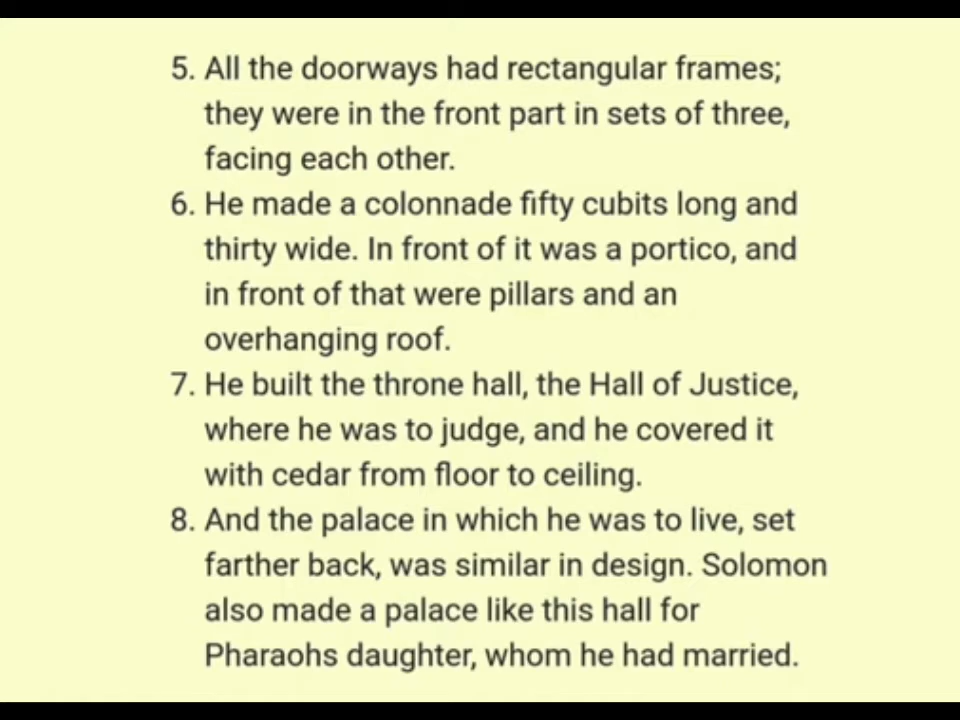 5. All the doorways had rectangular frames;
they were in the front part in sets of three,
facing each other.
6. He made a colonnade fifty cubits long and
thirty wide. In front of it was a portico, and
in front of that were pillars and an
overhanging roof.
7. He built the throne hall, the Hall of Justice,
where he was to judge, and he covered it
with cedar from floor to ceiling.
8. And the palace in which he was to live, set
farther back, was similar in design. Solomon
also made a palace like this hall for
Pharaohs daughter, whom he had married.